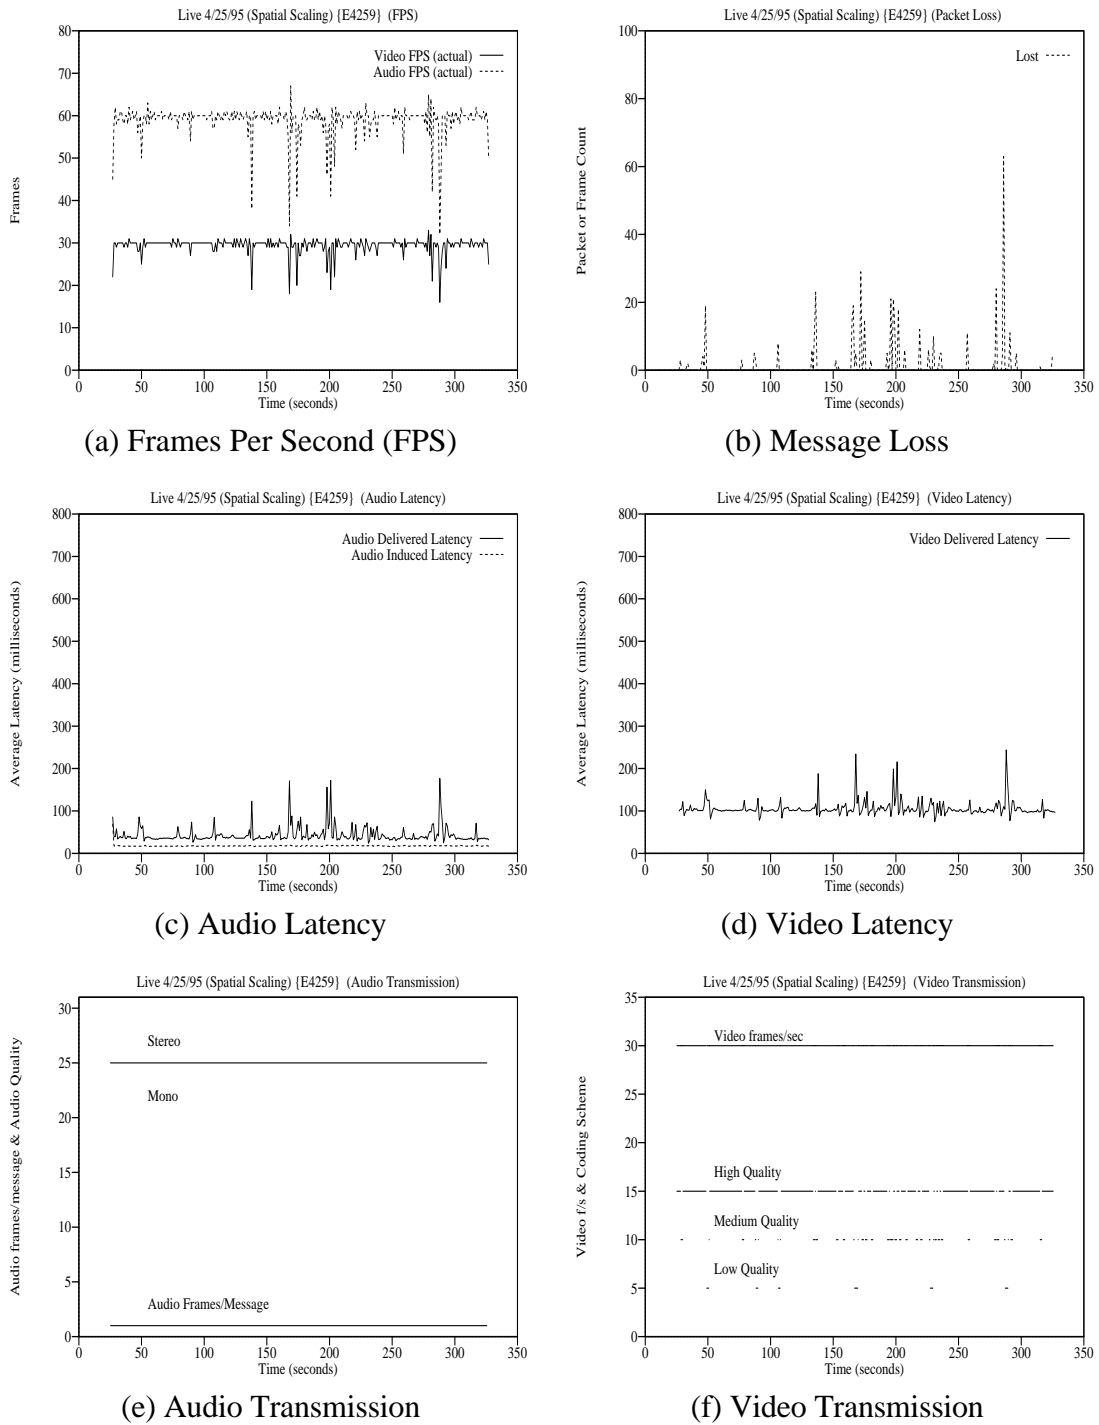 Live 4/25/95 (Spatial Scaling) {E4259} (FPS)
Frames
80
70
60
50
40
30
20
10
0
Video FPS (actual)
Audio FPS (actual)
0 50 100 150 200 250 300 350
Time (seconds)
(a) Frames Per Second (FPS)
Live 4/25/95 (Spatial Scaling) {E4259} (Packet Loss)
Packet or Frame Count
100
80
60
40
20
0
Lost
0 50 100 150 200 250 300 350
Time (seconds)
(b) Message Loss
Live 4/25/95 (Spatial Scaling) {E4259} (Audio Latency)
Average Latency (milliseconds)
800
700
600
500
400
300
200
100
0
Audio Delivered Latency
Audio Induced Latency
0 50 100 150 200 250 300 350
Time (seconds)
(c) Audio Latency
Live 4/25/95 (Spatial Scaling) {E4259} (Video Latency)
Average Latency (milliseconds)
800
700
600
500
400
300
200
100
0
Video Delivered Latency
0 50 100 150 200 250 300 350
Time (seconds)
(d) Video Latency
Live 4/25/95 (Spatial Scaling) {E4259} (Audio Transmission)
Audio frames/message & Audio Quality
30
25
20
15
10
5
0
Stereo
Mono
Audio Frames/Message
0 50 100 150 200 250 300 350
Time (seconds)
(e) Audio Transmission
Live 4/25/95 (Spatial Scaling) {E4259} (Video Transmission)
Video f/s & Coding Scheme
35
30
25
20
15
10
5
0
Video frames/sec
High Quality
Medium Quality
Low Quality
0 50 100 150 200 250 300 350
Time (seconds)
(f) Video Transmission